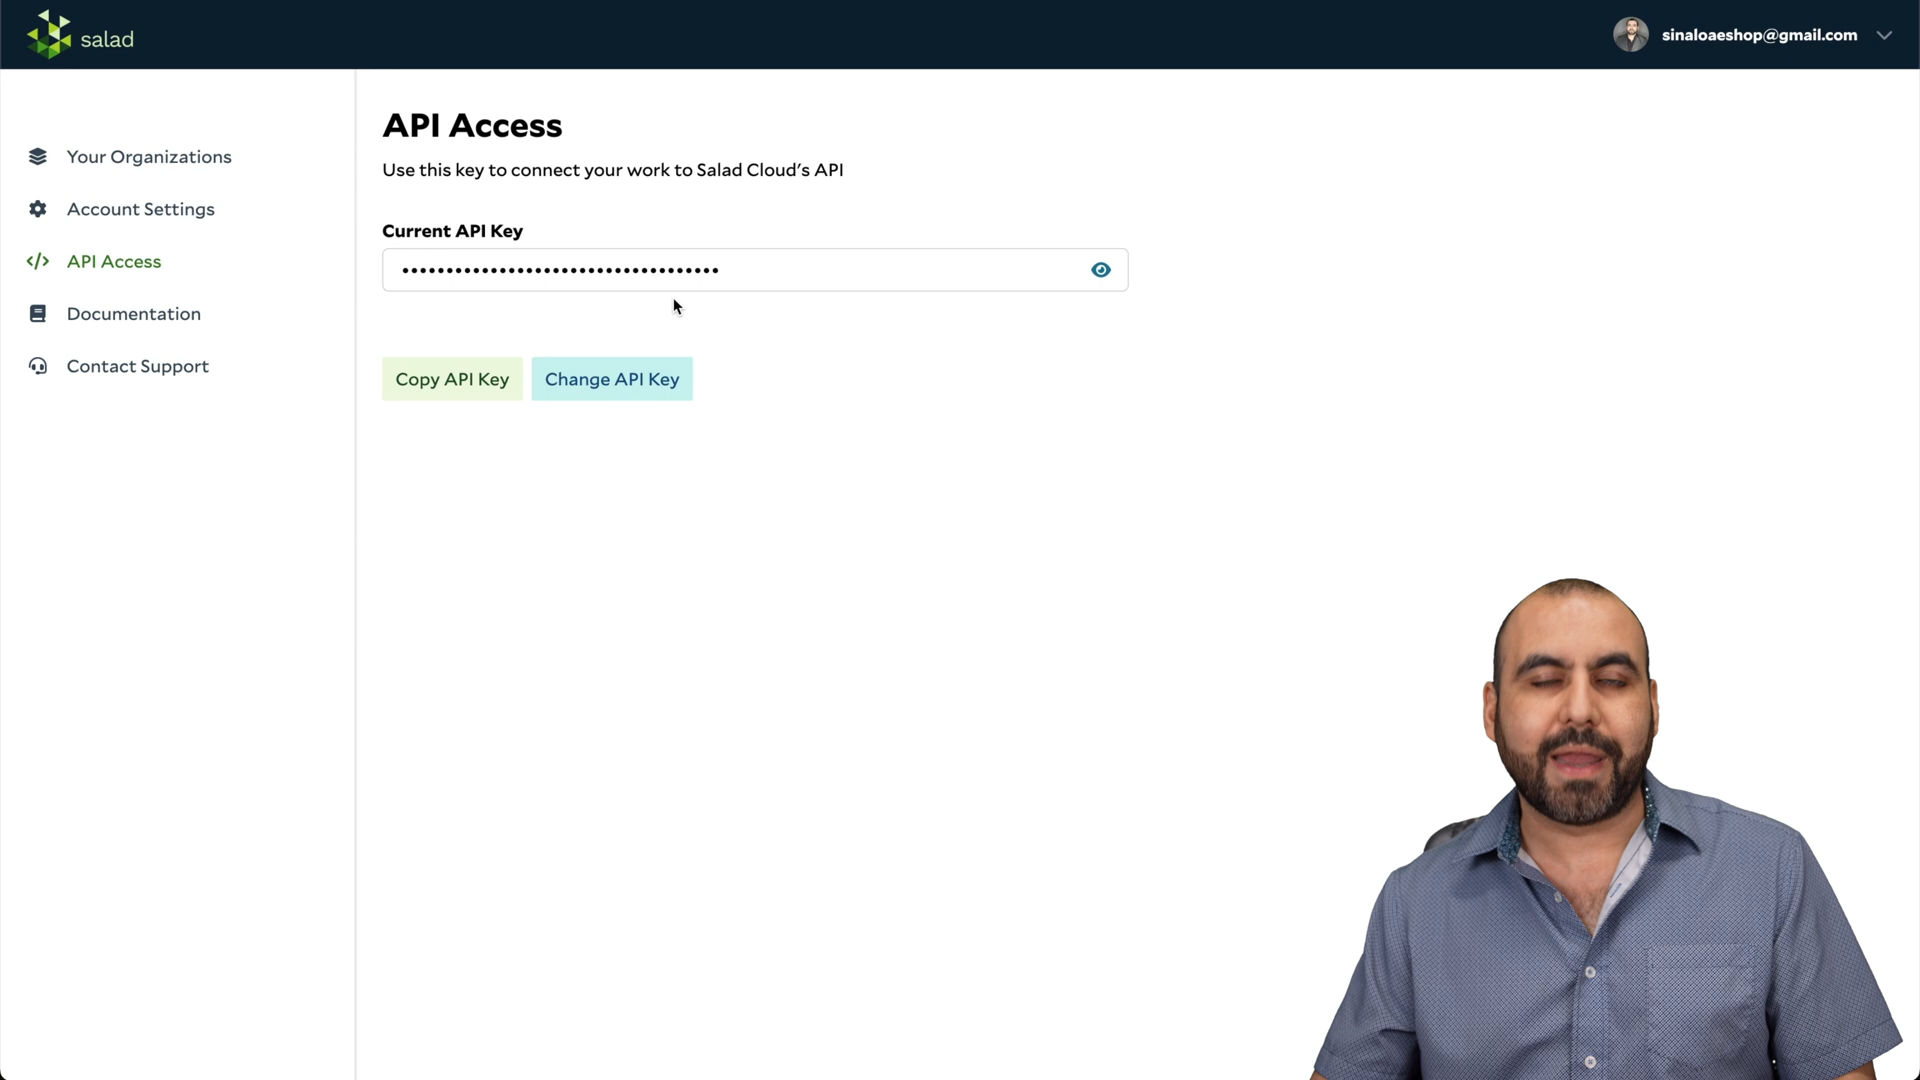 salad
sinaloaeshop@gmail.com
Your Organizations
Account Settings
API Access
Documentation
Contact Support
API Access
Use this key to connect your work to Salad Cloud's API
Current API Key
••••••••••••••••••••••••••••••••••••
Copy API Key
Change API Key